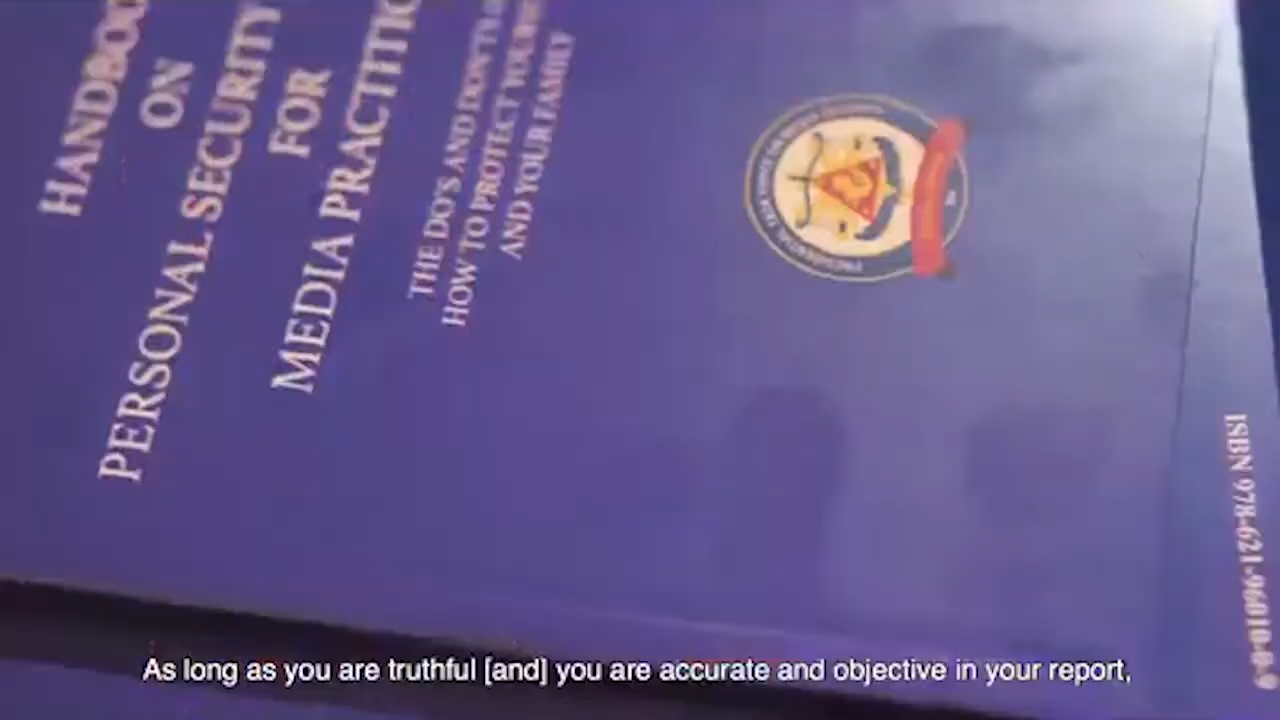 HANDBOO
ON
PERSONAL SECURITY
FOR
MEDIA PRACTITIO
THE DO'S AND DON'TS
HOW TO PROTECT YOUR
AND YOUR FAMILY
ISBN 978-621-96010-0-9
As long as you are truthful [and] you are accurate and objective in your report,